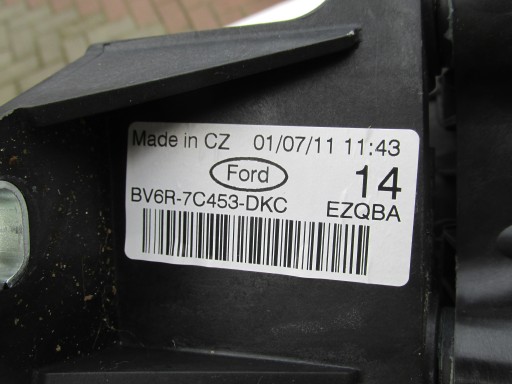 Made in CZ 01/07/11 11:43
Ford 14
BV6R-7C453-DKC EZQBA